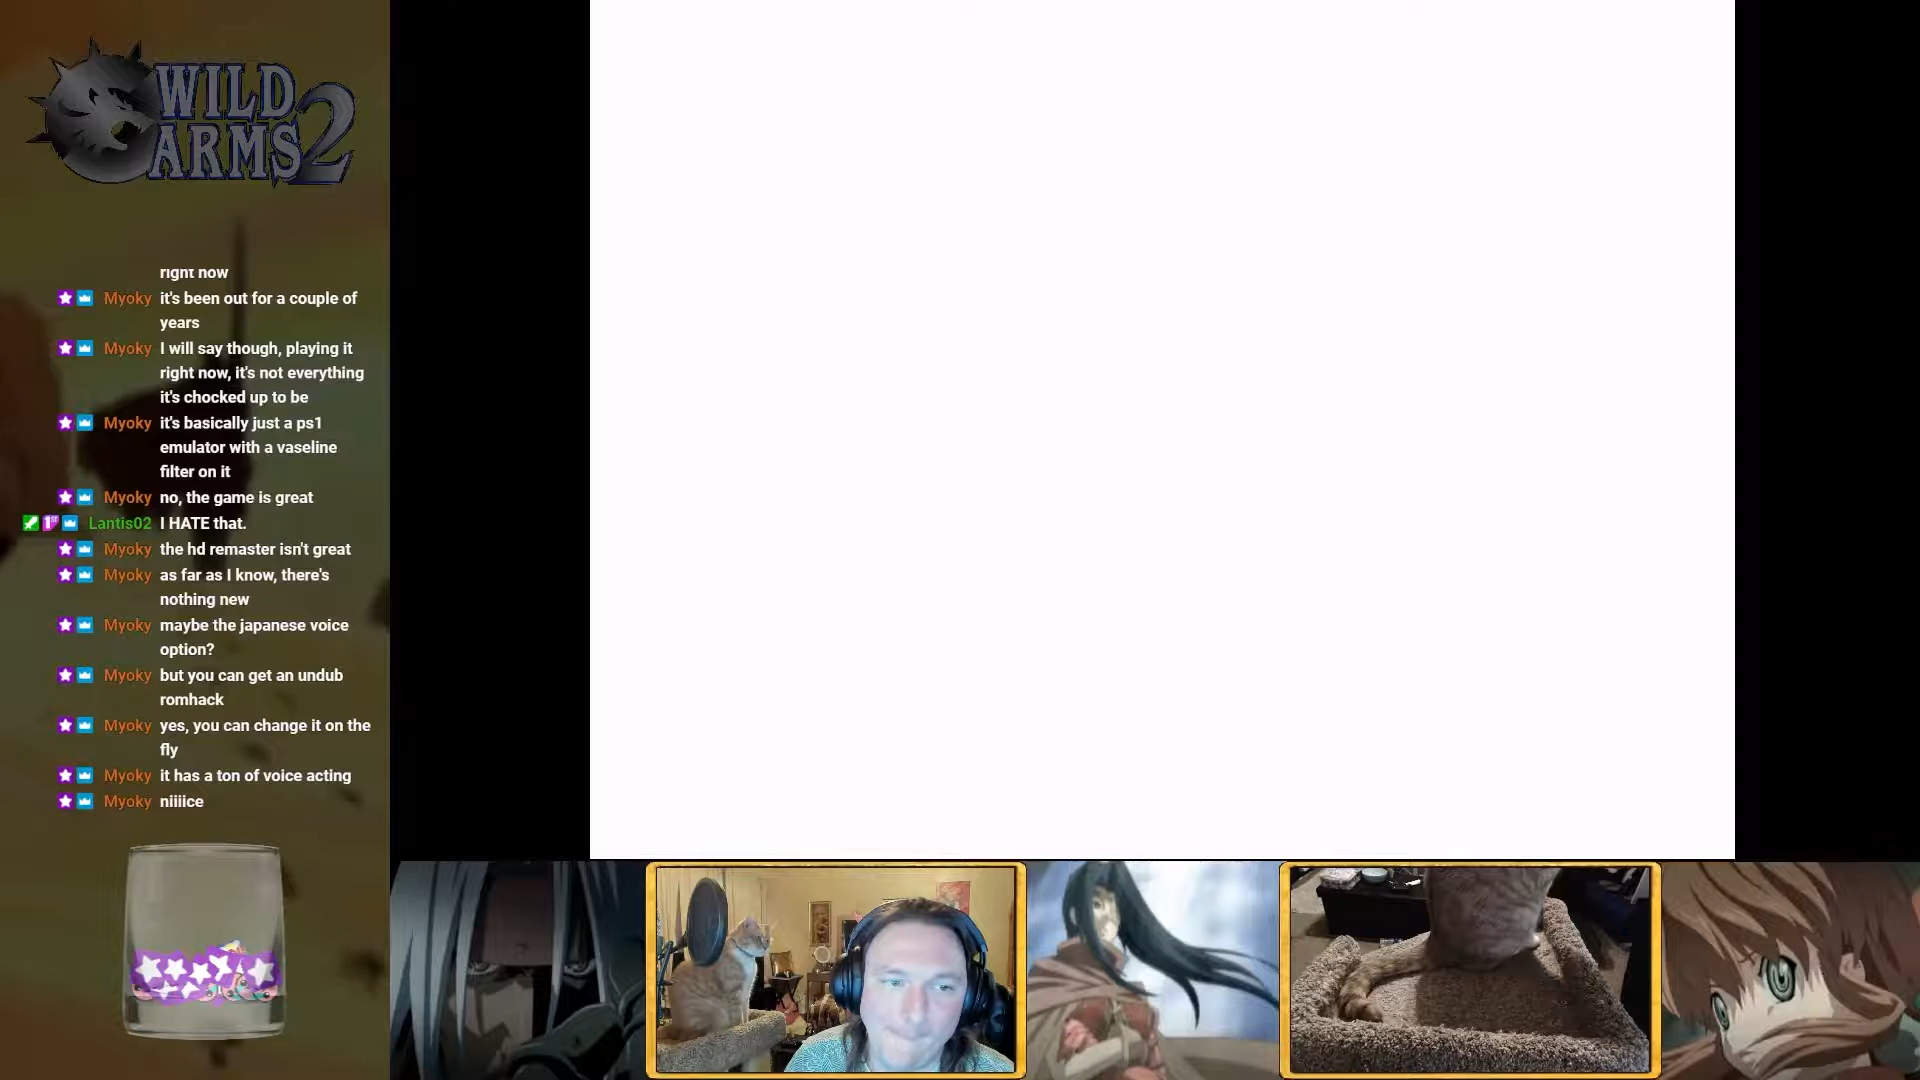 WILD
ARMS 2
right now
Myoky it's been out for a couple of
years
Myoky I will say though, playing it
right now, it's not everything
it's chocked up to be
Myoky it's basically just a ps1
emulator with a vaseline
filter on it
Myoky no, the game is great
Lantis02 I HATE that.
Myoky the hd remaster isn't great
Myoky as far as I know, there's
nothing new
Myoky maybe the japanese voice
option?
Myoky but you can get an undub
romhack
Myoky yes, you can change it on the
fly
Myoky it has a ton of voice acting
Myoky niiiice